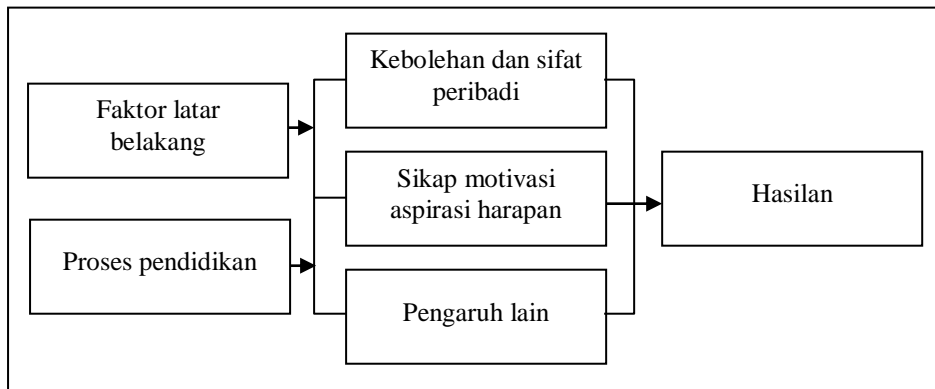 Faktor latar
belakang
Proses pendidikan
Kebolehan dan sifat
peribadi
Sikap motivasi
aspirasi harapan
Pengaruh lain
Hasilan